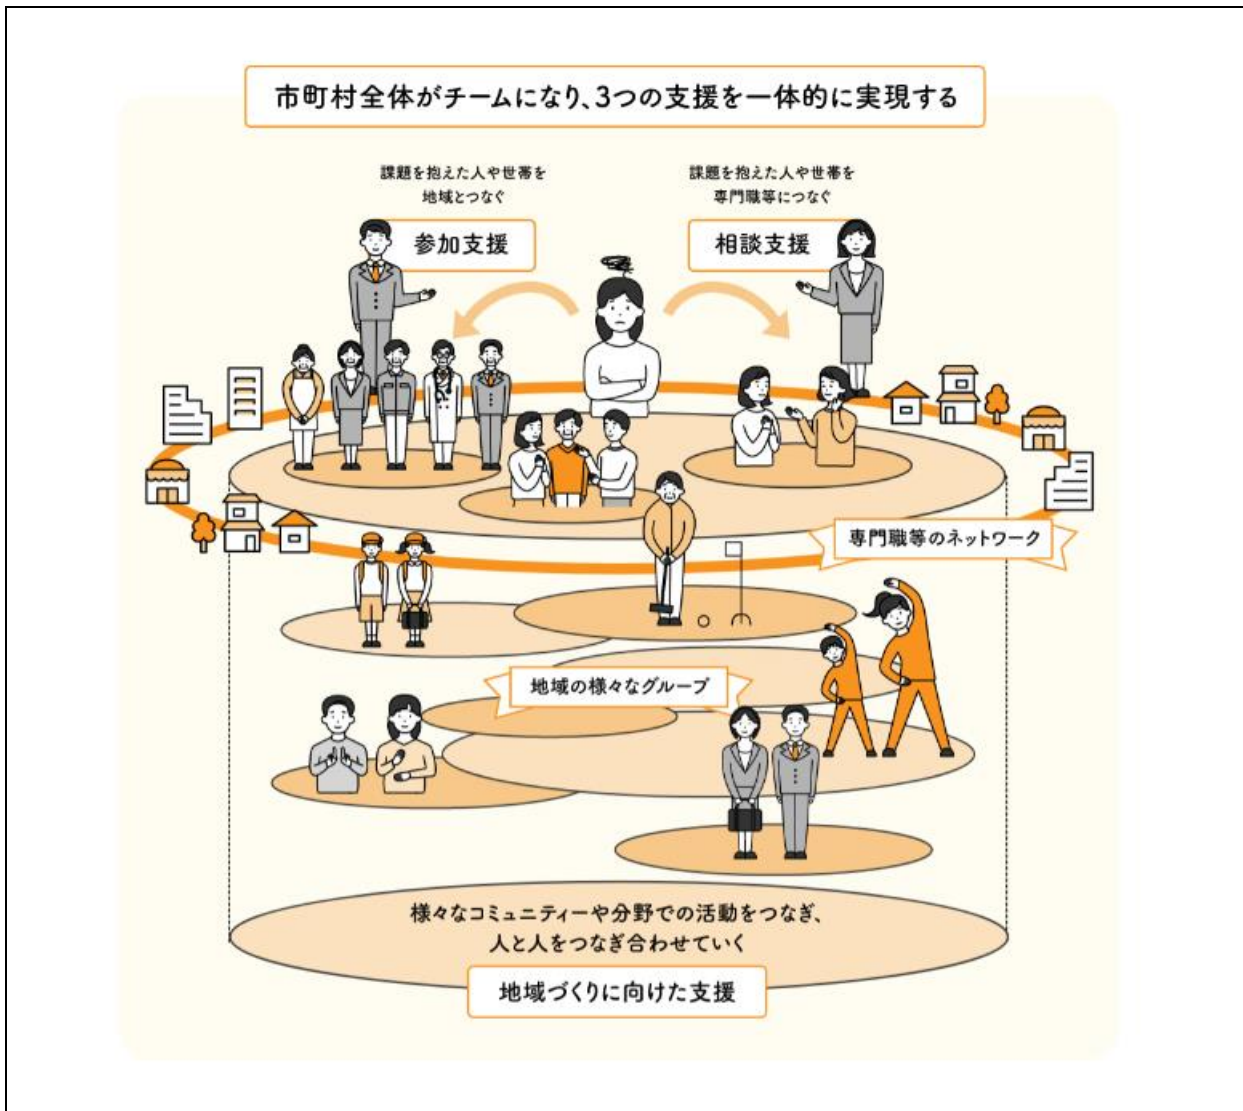 市町村全体がチームになり、3つの支援を一体的に実現する
課題を抱えた人や世帯を
地域とつなぐ
参加支援
課題を抱えた人や世帯を
専門職等につなぐ
相談支援
専門職等のネットワーク
地域の様々なグループ
様々なコミュニティーや分野での活動をつなぎ、
人と人をつなぎ合わせていく
地域づくりに向けた支援